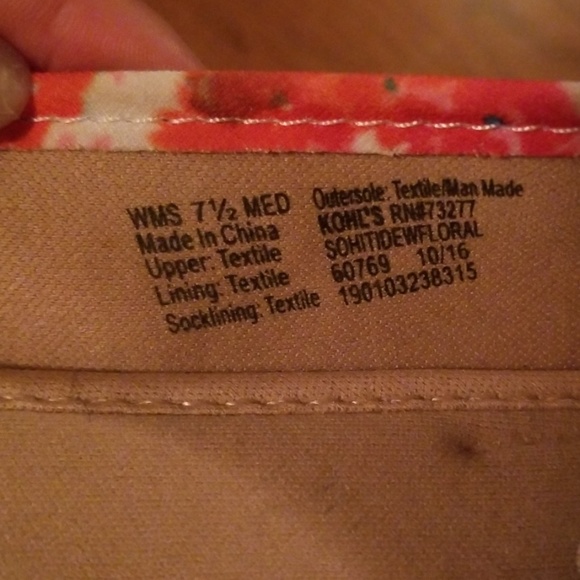 WMS 7½ MED
Made In China
Upper: Textile
Lining: Textile
Socklining: Textile
Outersole: Textile/Man Made
KOHL'S RN#73277
SOHITIDEWFLORAL
60769 10/16
190103238315